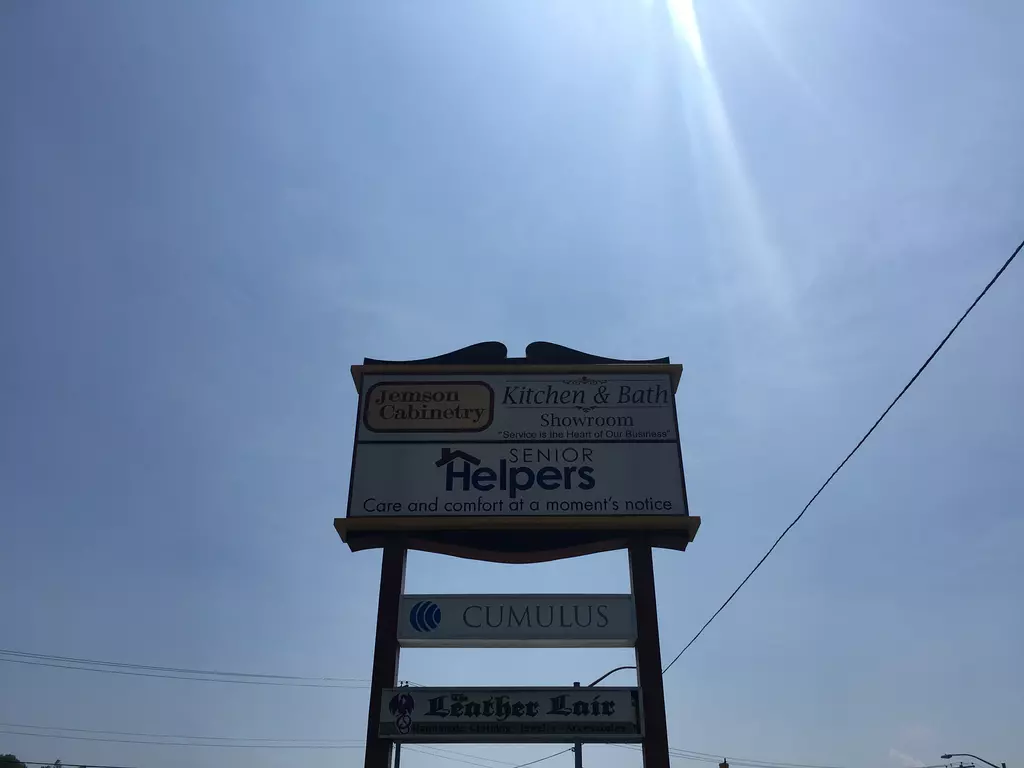 Jemson
Cabinetry
Kitchen & Bath
Showroom
"Service is the Heart of Our Business"
SENIOR
Helpers
Care and comfort at a moment's notice
CUMULUS
The
Leather Lair